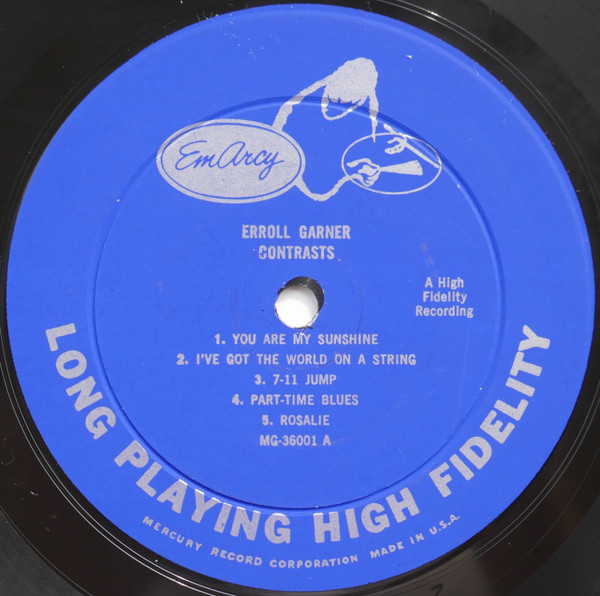 EmArcy
ERROLL GARNER
CONTRASTS
A High
Fidelity
Recording
1. YOU ARE MY SUNSHINE
2. I'VE GOT THE WORLD ON A STRING
3. 7-11 JUMP
4. PART-TIME BLUES
5. ROSALIE
MG-36001 A
LONG PLAYING HIGH FIDELITY
MERCURY RECORD CORPORATION MADE IN U.S.A.